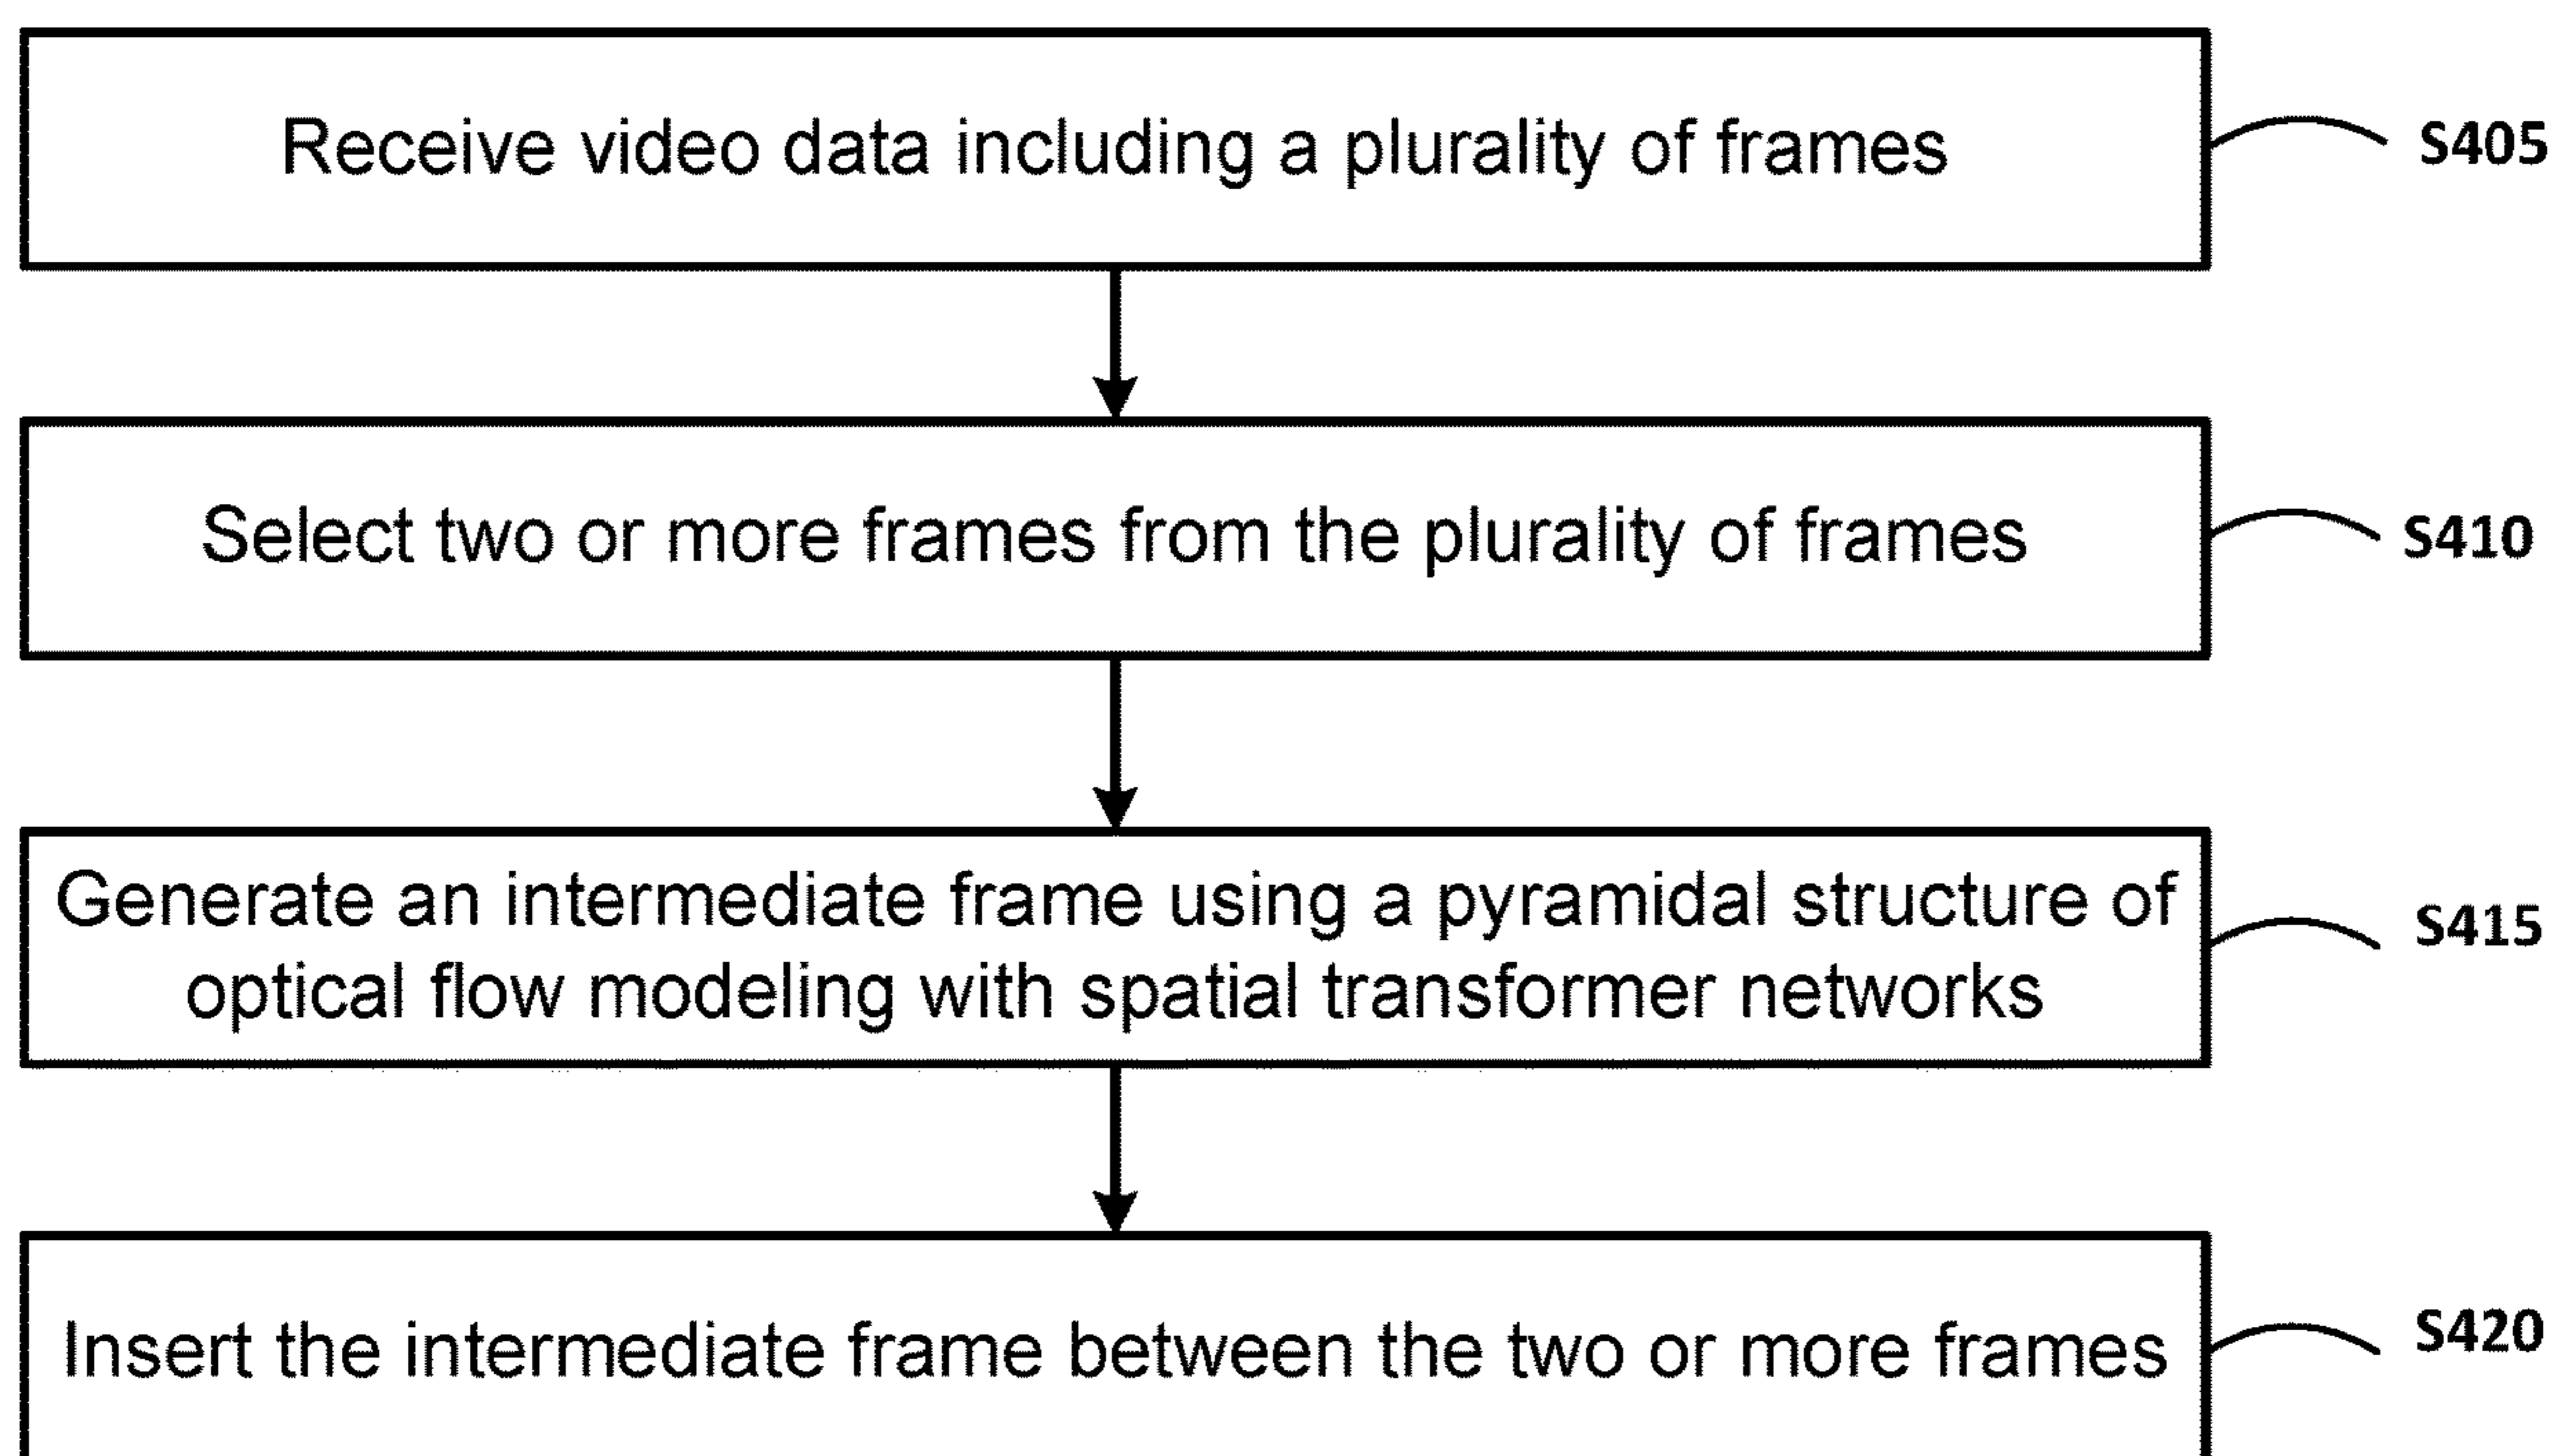 Receive video data including a plurality of frames
S405
Select two or more frames from the plurality of frames
S410
Generate an intermediate frame using a pyramidal structure of
optical flow modeling with spatial transformer networks
S415
Insert the intermediate frame between the two or more frames
S420